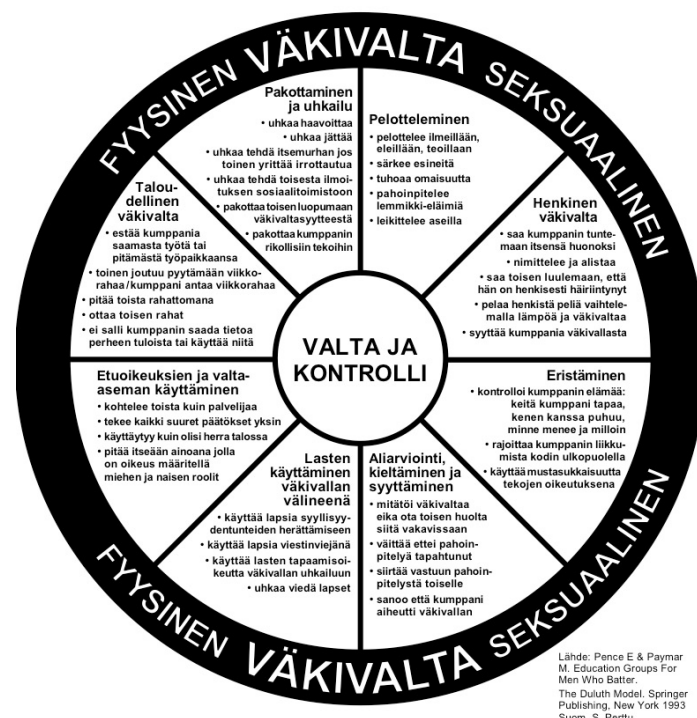 FYYSINEN VÄKIVALTA SEKSUAALINEN
Pakottaminen
ja uhkailu
• uhkaa haavoittaa
• uhkaa jättää
• uhkaa tehdä itsemurhan jos
toinen yrittää irrottautua
• uhkaa tehdä toisesta ilmoi-
tuksen sosiaalitoimistoon
• pakottaa toisen luopumaan
väkivaltasyytteestä
• pakottaa kumppanin
rikollisiin tekoihin
Pelotteleminen
• pelottelee ilmeillään,
eleillään, teoillaan
• särkee esineitä
• tuhoaa omaisuutta
• pahoinpitelee
lemmikki-eläimiä
• leikittelee aseilla
Henkinen
väkivalta
• saa kumppanin tunte-
maan itsensä huonoksi
• nimittelee ja alistaa
• saa toisen luulemaan, että
hän on henkisesti häiriintynyt
• pelaa henkistä peliä vaihtele-
malla lämpöä ja väkivaltaa
• syyttää kumppania väkivallasta
Eristäminen
• kontrolloi kumppanin elämää:
keitä kumppani tapaa,
kenen kanssa puhuu,
minne menee ja milloin
• rajoittaa kumppanin liikku-
mista kodin ulkopuolella
• käyttää mustasukkaisuutta
tekojen oikeutuksena
Aliarviointi,
kieltäminen ja
syyttäminen
• mitätöi väkivaltaa
eika ota toisen huolta
siitä vakavissaan
• väittää ettei pahoin-
pitelyä tapahtunut
• siirtää vastuun pahoin-
pitelystä toiselle
• sanoo että kumppani
aiheutti väkivallan
Lasten
käyttäminen
väkivallan
välineenä
• käyttää lapsia syyllisyy-
dentunteiden herättämiseen
• käyttää lapsia viestinviejänä
• käyttää lasten tapaamisoi-
keutta väkivallan uhkailuun
• uhkaa viedä lapset
Etuoikeuksien ja valta-
aseman käyttäminen
• kohtelee toista kuin palvelijaa
• tekee kaikki suuret päätökset yksin
• käyttäytyy kuin olisi herra talossa
• pitää itseään ainoana jolla
on oikeus määritellä
miehen ja naisen roolit
Talou-
dellinen
väkivalta
• estää kumppania
saamasta työtä tai
pitämästä työpaikkaansa
• toinen joutuu pyytämään viikko-
rahaa/kumppani antaa viikkorahaa
• pitää toista rahattomana
• ottaa toisen rahat
• ei salli kumppanin saada tietoa
perheen tuloista tai käyttää niitä
VALTA JA
KONTROLLI
FYYSINEN VÄKIVALTA SEKSUAALINEN
Lähde: Pence E & Paymar
M. Education Groups For
Men Who Batter.
The Duluth Model. Springer
Publishing, New York 1993
Suom. S. Perttu